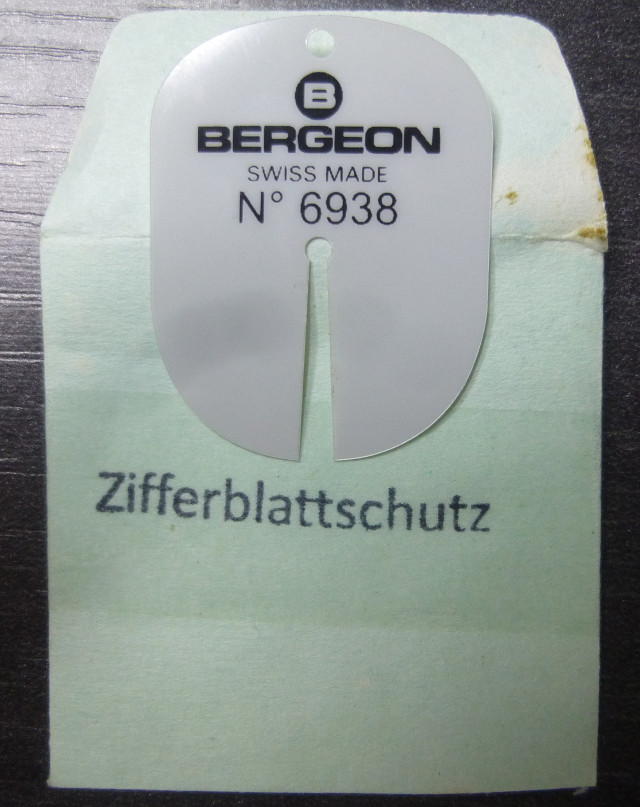 B
BERGEON
SWISS MADE
N° 6938
Zifferblattschutz